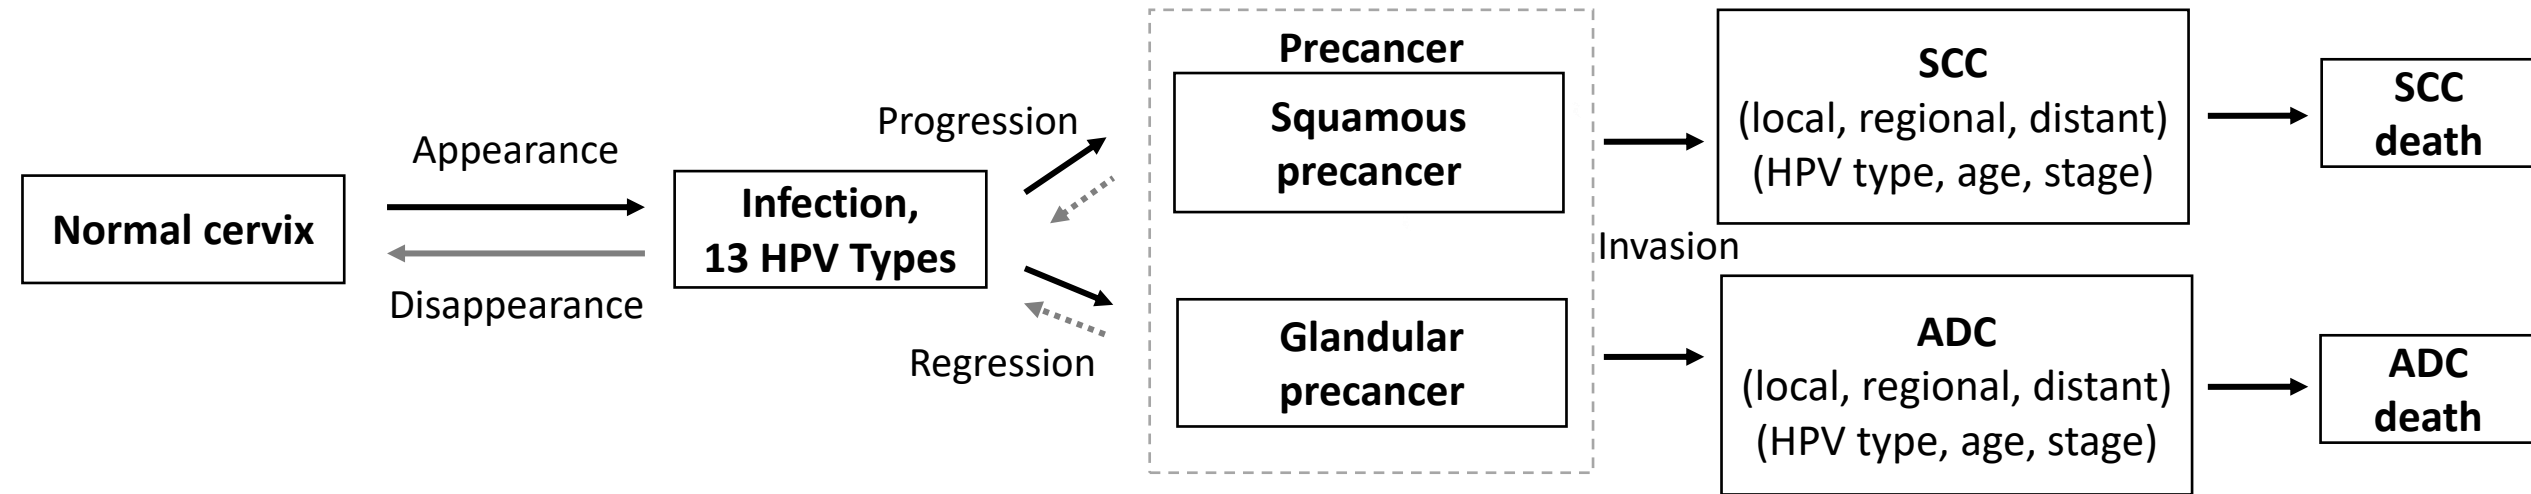 Normal cervix
Appearance
Disappearance
Infection,
13 HPV Types
Progression
Regression
Precancer
Squamous
precancer
Glandular
precancer
Invasion
SCC
(local, regional, distant)
(HPV type, age, stage)
ADC
(local, regional, distant)
(HPV type, age, stage)
SCC
death
ADC
death